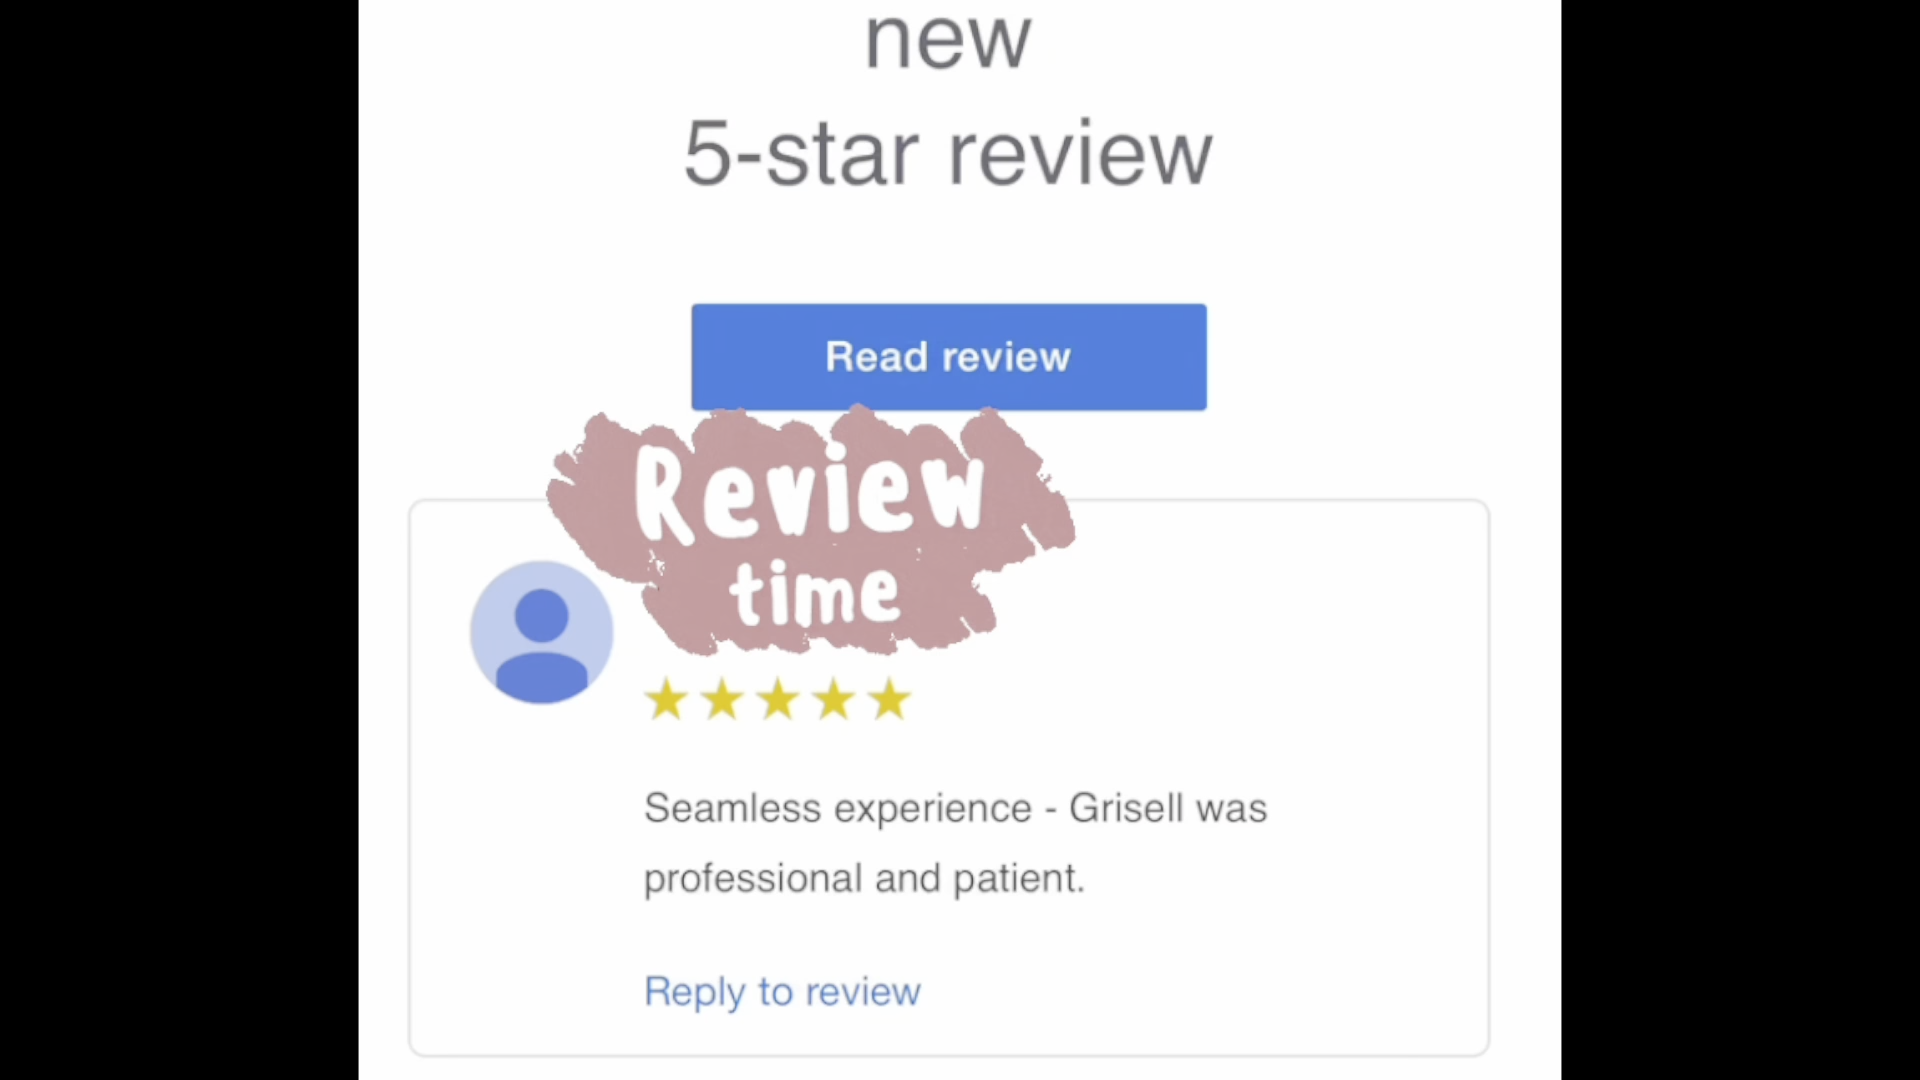 new
5-star review
Read review
Review
time
Seamless experience - Grisell was
professional and patient.
Reply to review